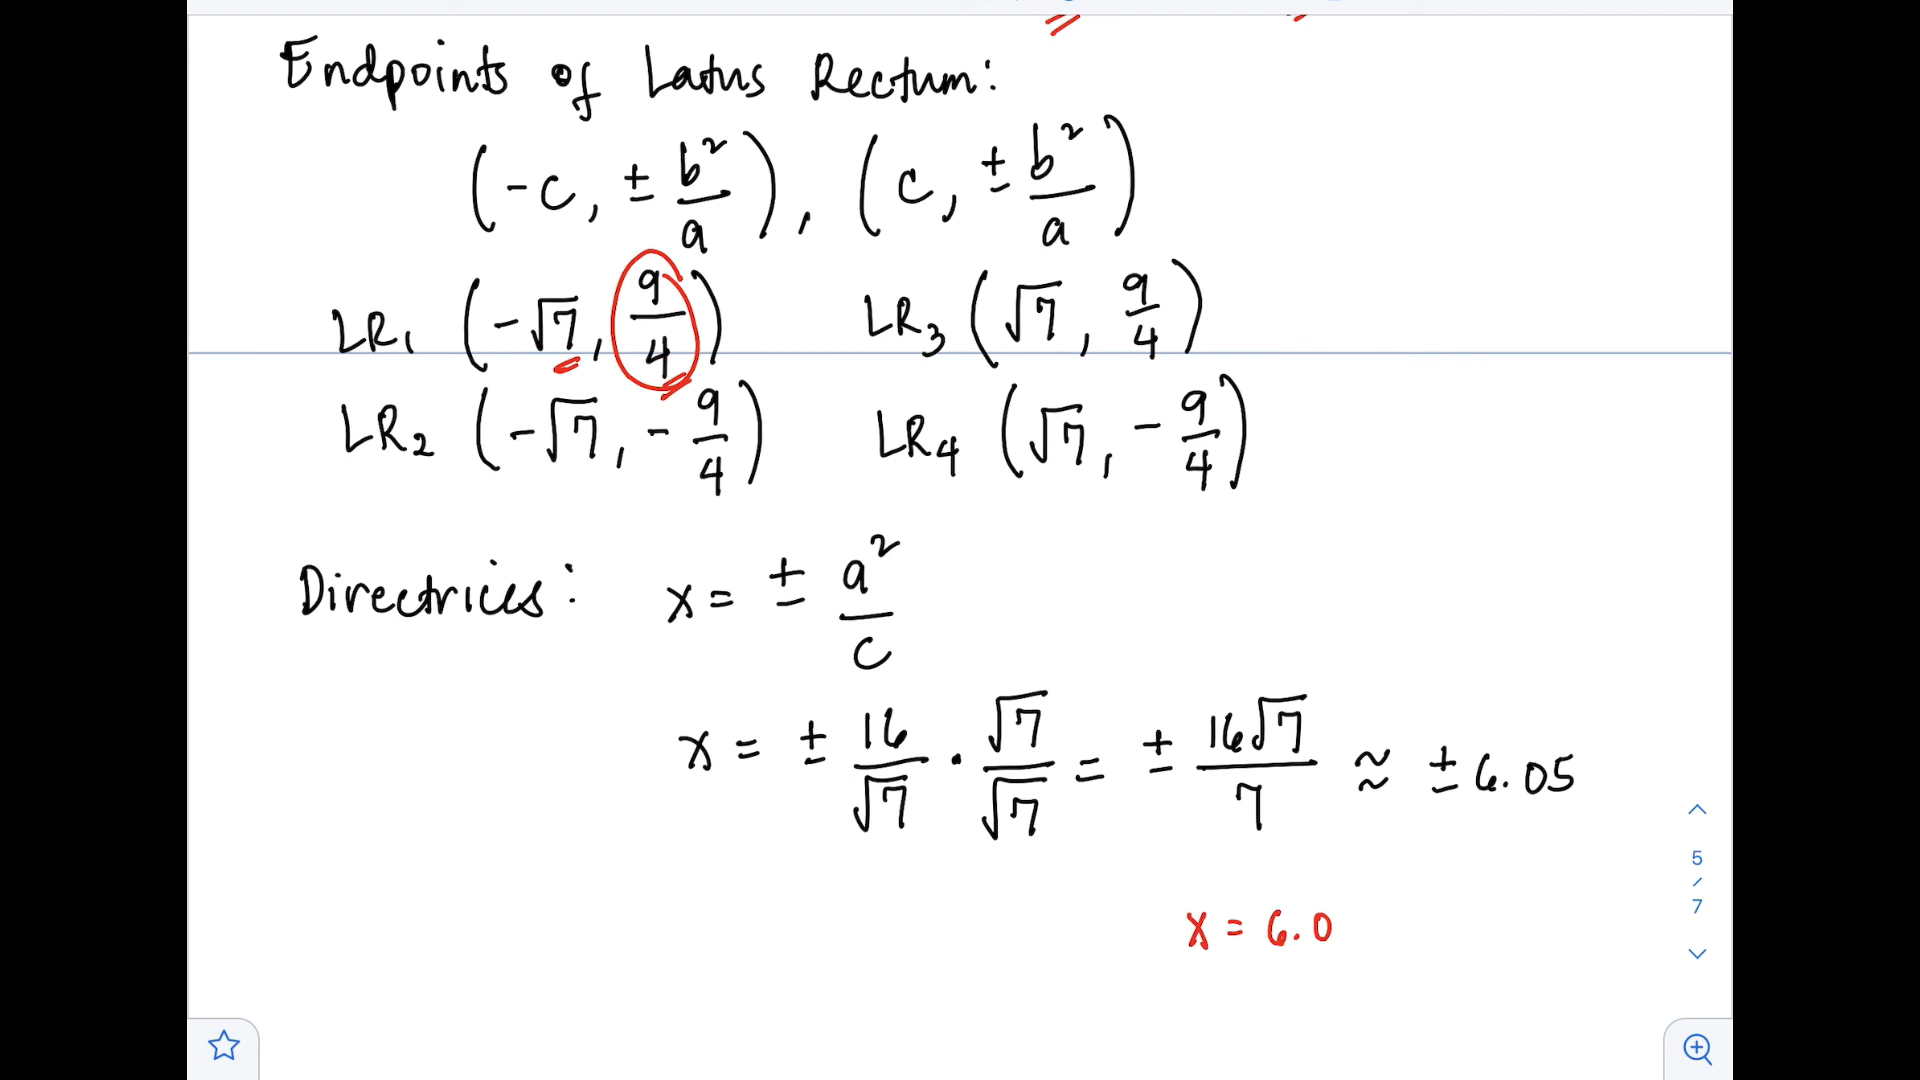 Endpoints of Latus Rectum:
(-c, ± b²/a), (c, ± b²/a)
LR₁ (-√7, 9/4) LR₃ (√7, 9/4)
LR₂ (-√7, -9/4) LR₄ (√7, -9/4)
Directrices: x = ± a²/c
x = ± 16/√7 · √7/√7 = ± 16√7/7 ≈ ± 6.05
x = 6.0
5
/
7